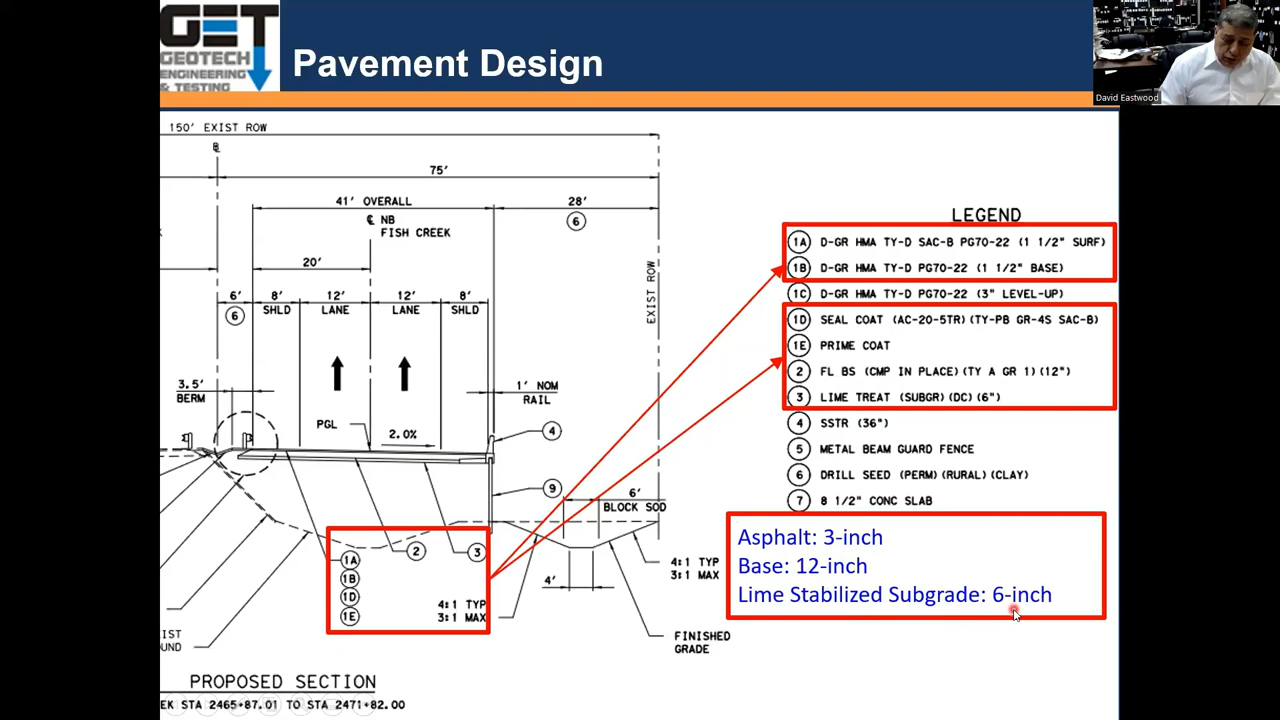 GET
GEOTECH
ENGINEERING
& TESTING
Pavement Design
David Eastwood
150' EXIST ROW
75'
41' OVERALL
28'
6
NB
FISH CREEK
20'
6'
8'
12'
12'
8'
6
SHLD
LANE
LANE
SHLD
EXIST ROW
3.5'
BERM
1' NOM
RAIL
PGL
2.0%
4
9
6'
BLOCK SOD
1A
2
3
1B
1D
1E
4:1 TYP
3:1 MAX
4'
4:1 TYP
3:1 MAX
FINISHED
GRADE
IST
OUND
PROPOSED SECTION
EK STA 2465+87.01 TO STA 2471+82.00
LEGEND
1A D-GR HMA TY-D SAC-B PG70-22 (1 1/2" SURF)
1B D-GR HMA TY-D PG70-22 (1 1/2" BASE)
1C D-GR HMA TY-D PG70-22 (3" LEVEL-UP)
1D SEAL COAT (AC-20-5TR)(TY-PB GR-4S SAC-B)
1E PRIME COAT
2 FL BS (CMP IN PLACE)(TY A GR 1)(12")
3 LIME TREAT (SUBGR)(DC)(6")
4 SSTR (36")
5 METAL BEAM GUARD FENCE
6 DRILL SEED (PERM)(RURAL)(CLAY)
7 8 1/2" CONC SLAB
Asphalt: 3-inch
Base: 12-inch
Lime Stabilized Subgrade: 6-inch